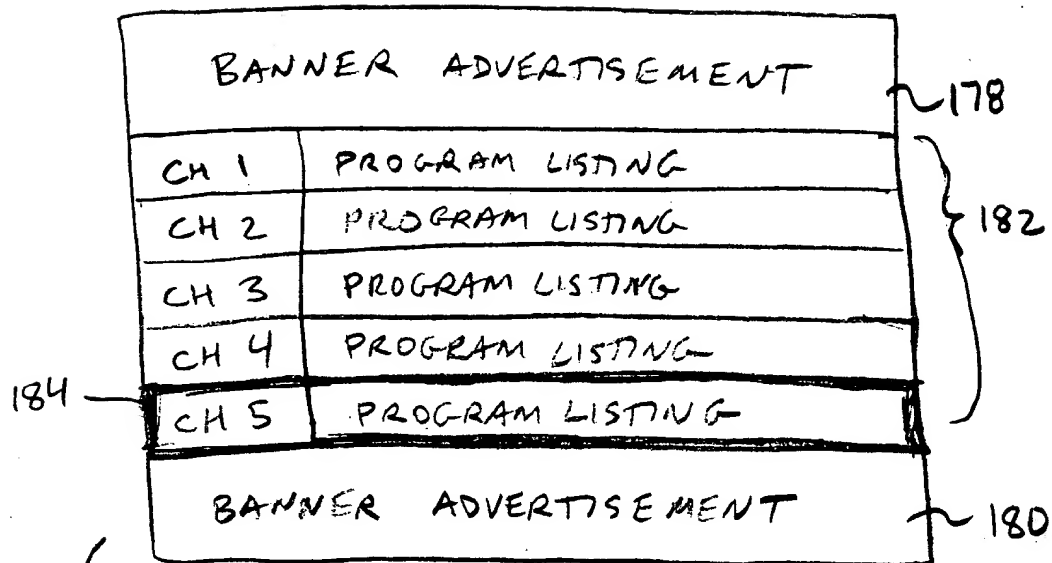 BANNER ADVERTISEMENT
178
CH 1 PROGRAM LISTING
CH 2 PROGRAM LISTING
182
CH 3 PROGRAM LISTING
CH 4 PROGRAM LISTING
184
CH 5 PROGRAM LISTING
BANNER ADVERTISEMENT
180